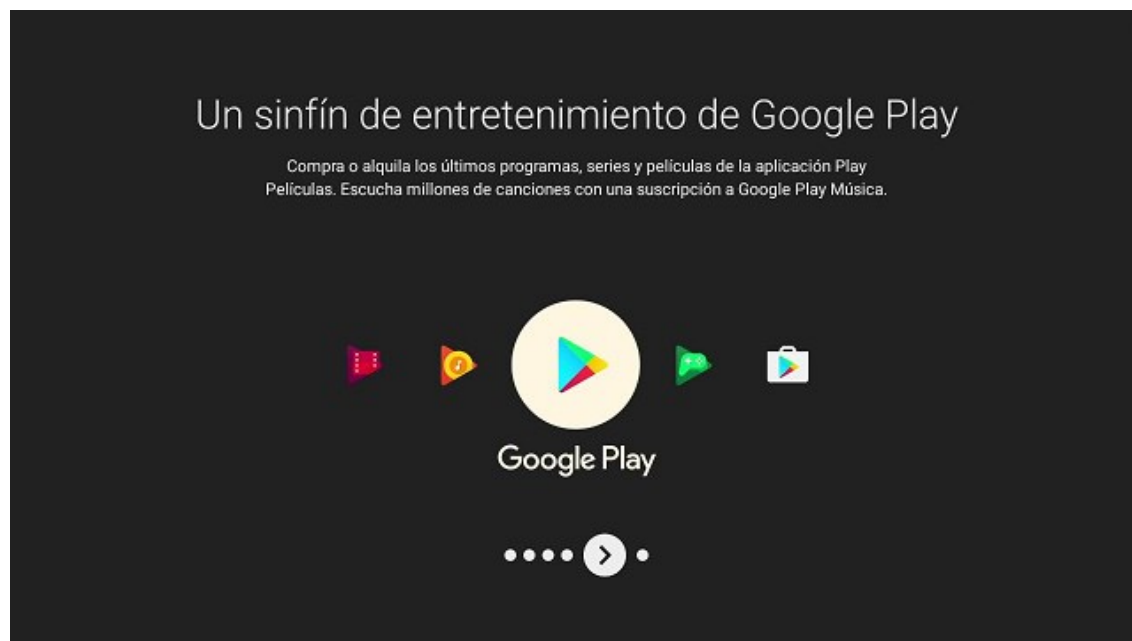 Un sinfín de entretenimiento de Google Play
Compra o alquila los últimos programas, series y películas de la aplicación Play
Películas. Escucha millones de canciones con una suscripción a Google Play Música.
Google Play